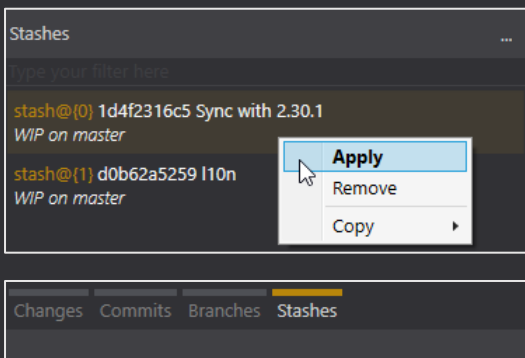 Stashes ...
Type your filter here
stash@{0} 1d4f2316c5 Sync with 2.30.1
WIP on master
Apply
stash@{1} d0b62a5259 l10n
Remove
WIP on master
Copy
Changes Commits Branches Stashes